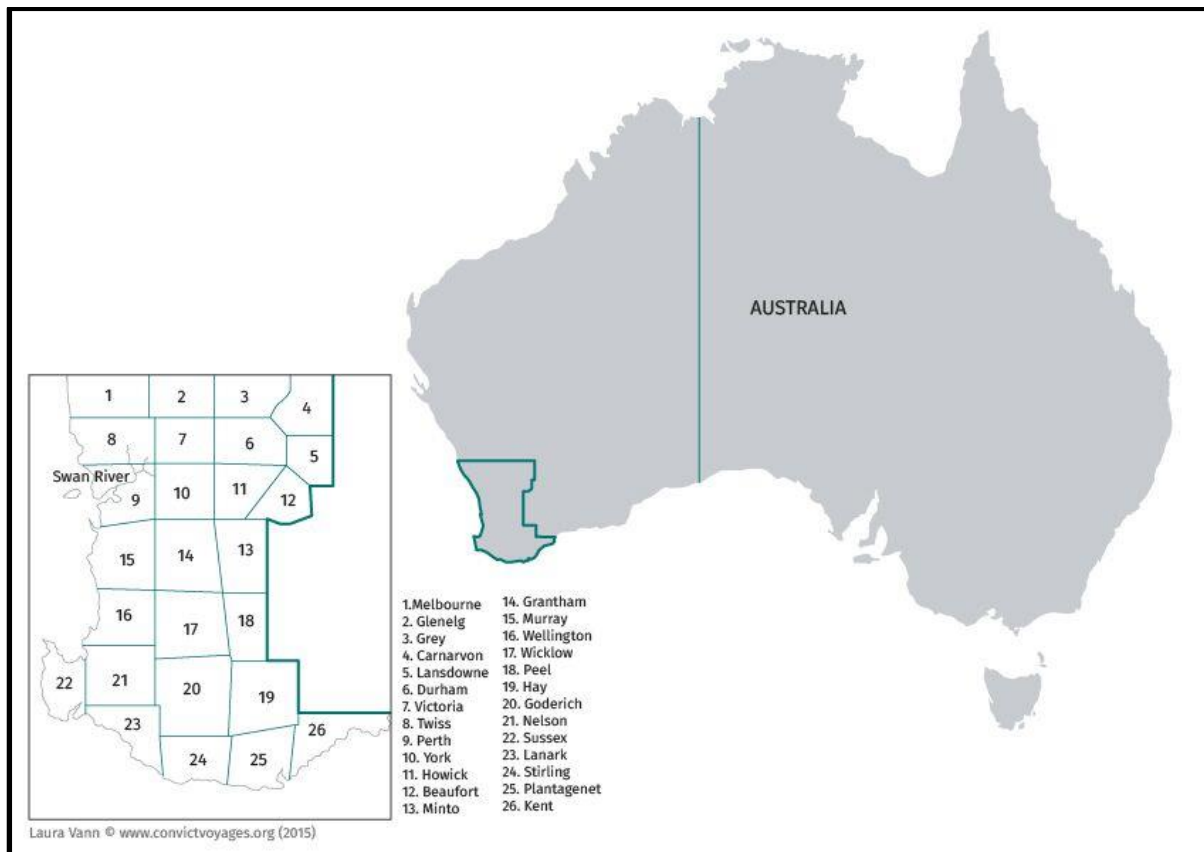 AUSTRALIA
1
2
3
4
8
7
6
5
Swan River
9
10
11
12
15
14
13
16
17
18
22
21
20
19
23
24
25
26
1.Melbourne
2. Glenelg
3. Grey
4. Carnarvon
5. Lansdowne
6. Durham
7. Victoria
8. Twiss
9. Perth
10. York
11. Howick
12. Beaufort
13. Minto
14. Grantham
15. Murray
16. Wellington
17. Wicklow
18. Peel
19. Hay
20. Goderich
21. Nelson
22. Sussex
23. Lanark
24. Stirling
25. Plantagenet
26. Kent
Laura Vann © www.convictvoyages.org (2015)